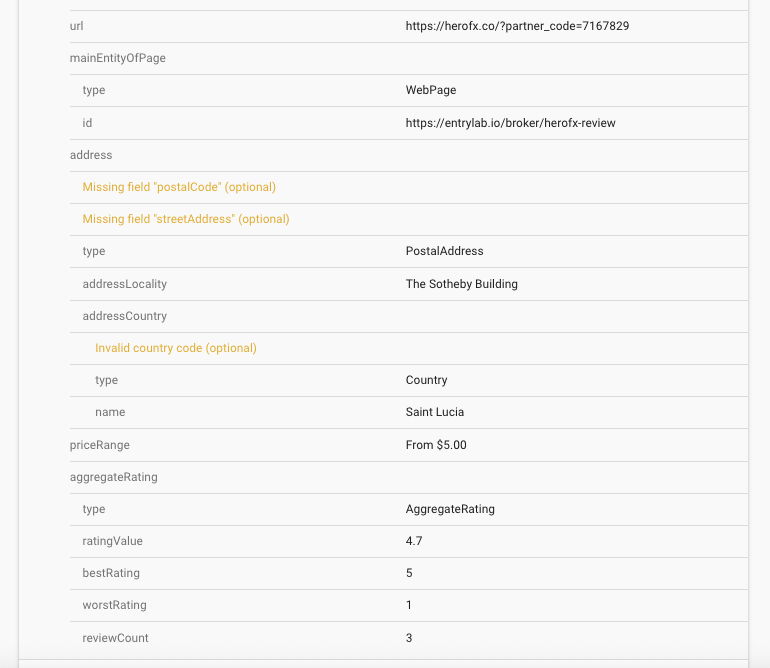 url https://herofx.co/?partner_code=7167829
mainEntityOfPage
type WebPage
id https://entrylab.io/broker/herofx-review
address
Missing field "postalCode" (optional)
Missing field "streetAddress" (optional)
type PostalAddress
addressLocality The Sotheby Building
addressCountry
Invalid country code (optional)
type Country
name Saint Lucia
priceRange From $5.00
aggregateRating
type AggregateRating
ratingValue 4.7
bestRating 5
worstRating 1
reviewCount 3